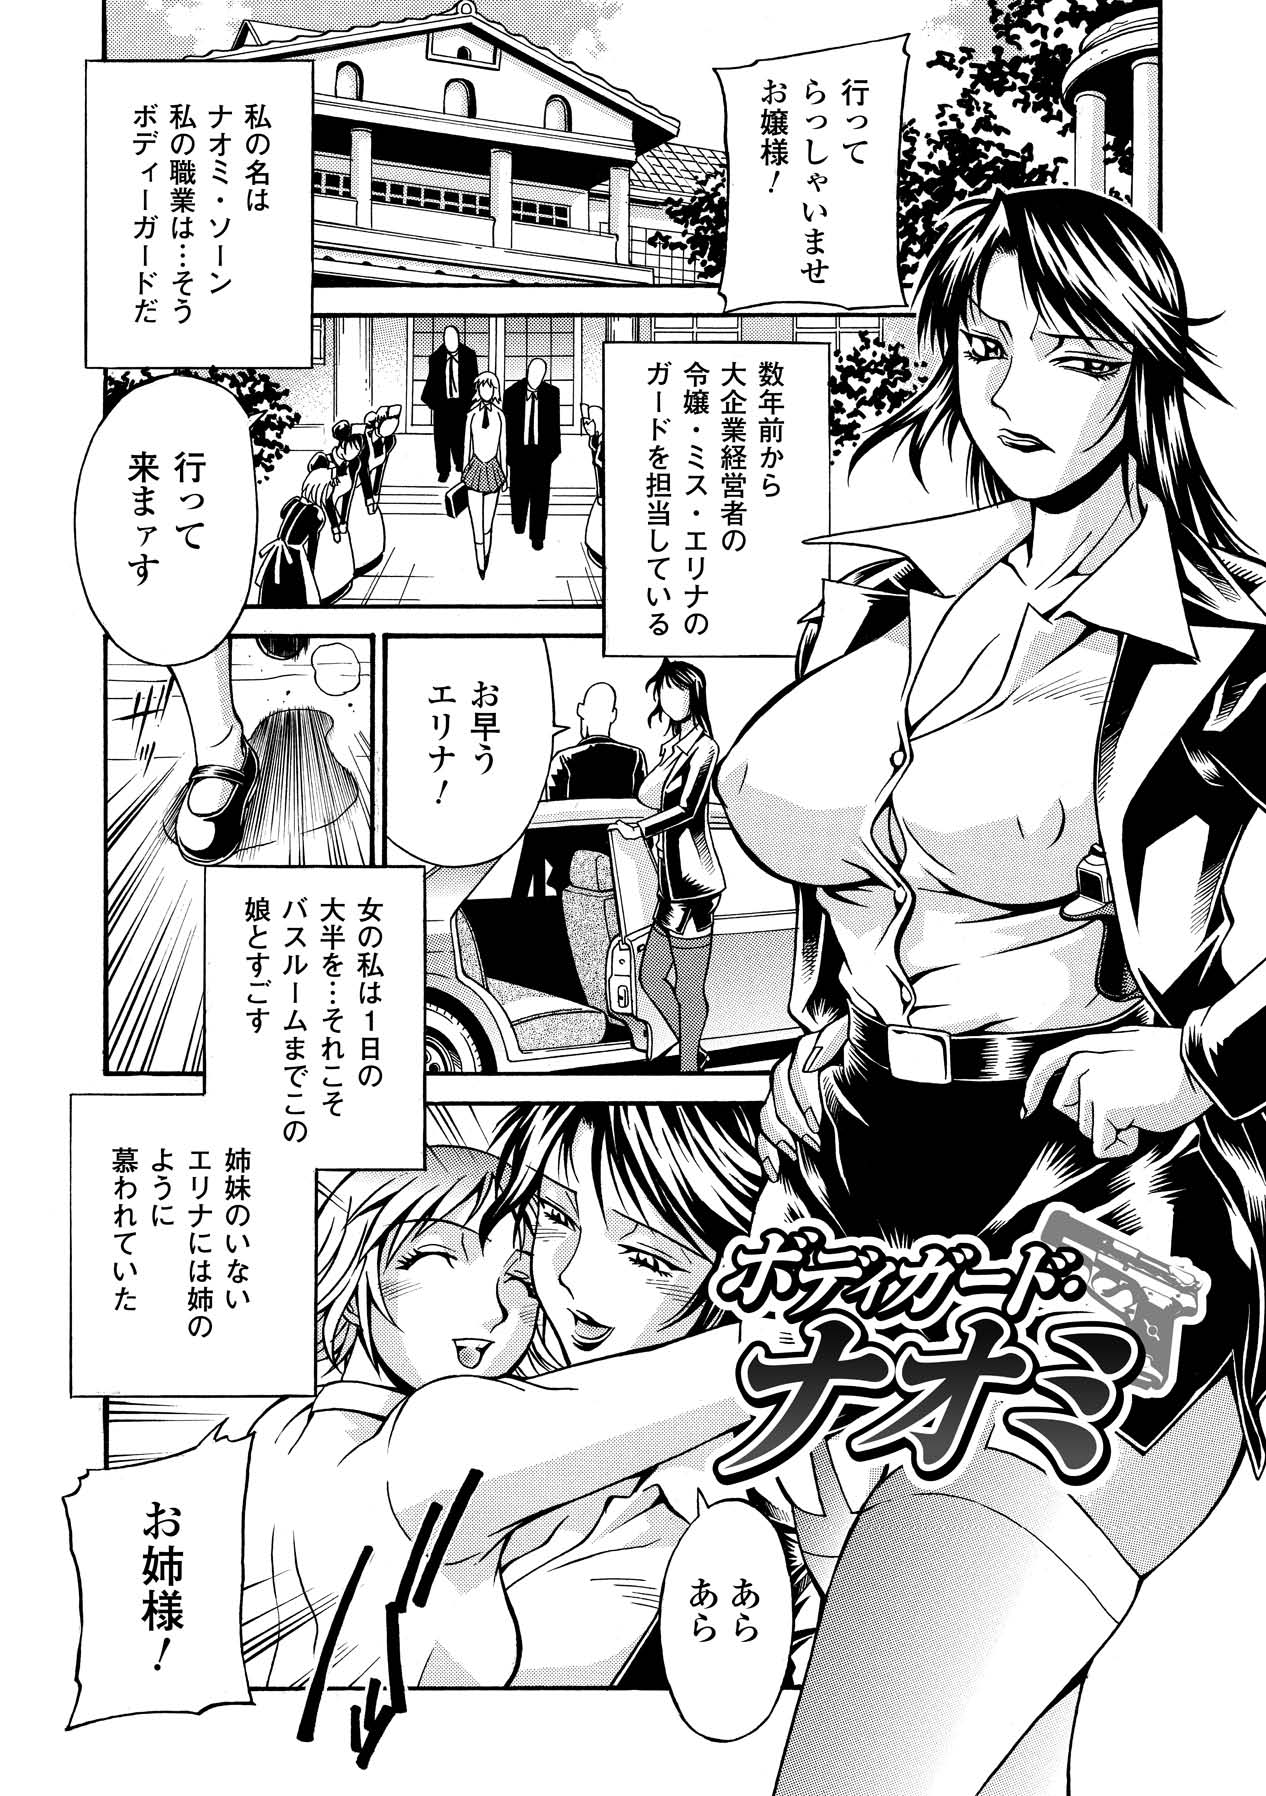 行って
らっしゃいませ
お嬢様！
私の名は
ナオミ・ソーン
私の職業は…そう
ボディーガードだ
数年前から
大企業経営者の
令嬢・ミス・エリナの
ガードを担当している
行って
来まァす
お早う
エリナ！
女の私は1日の
大半を…それこそ
バスルームまでこの
娘とすごす
姉妹のいない
エリナには姉の
ように
慕われていた
ボディガード・
ナオミ
あら
あら
お姉様！